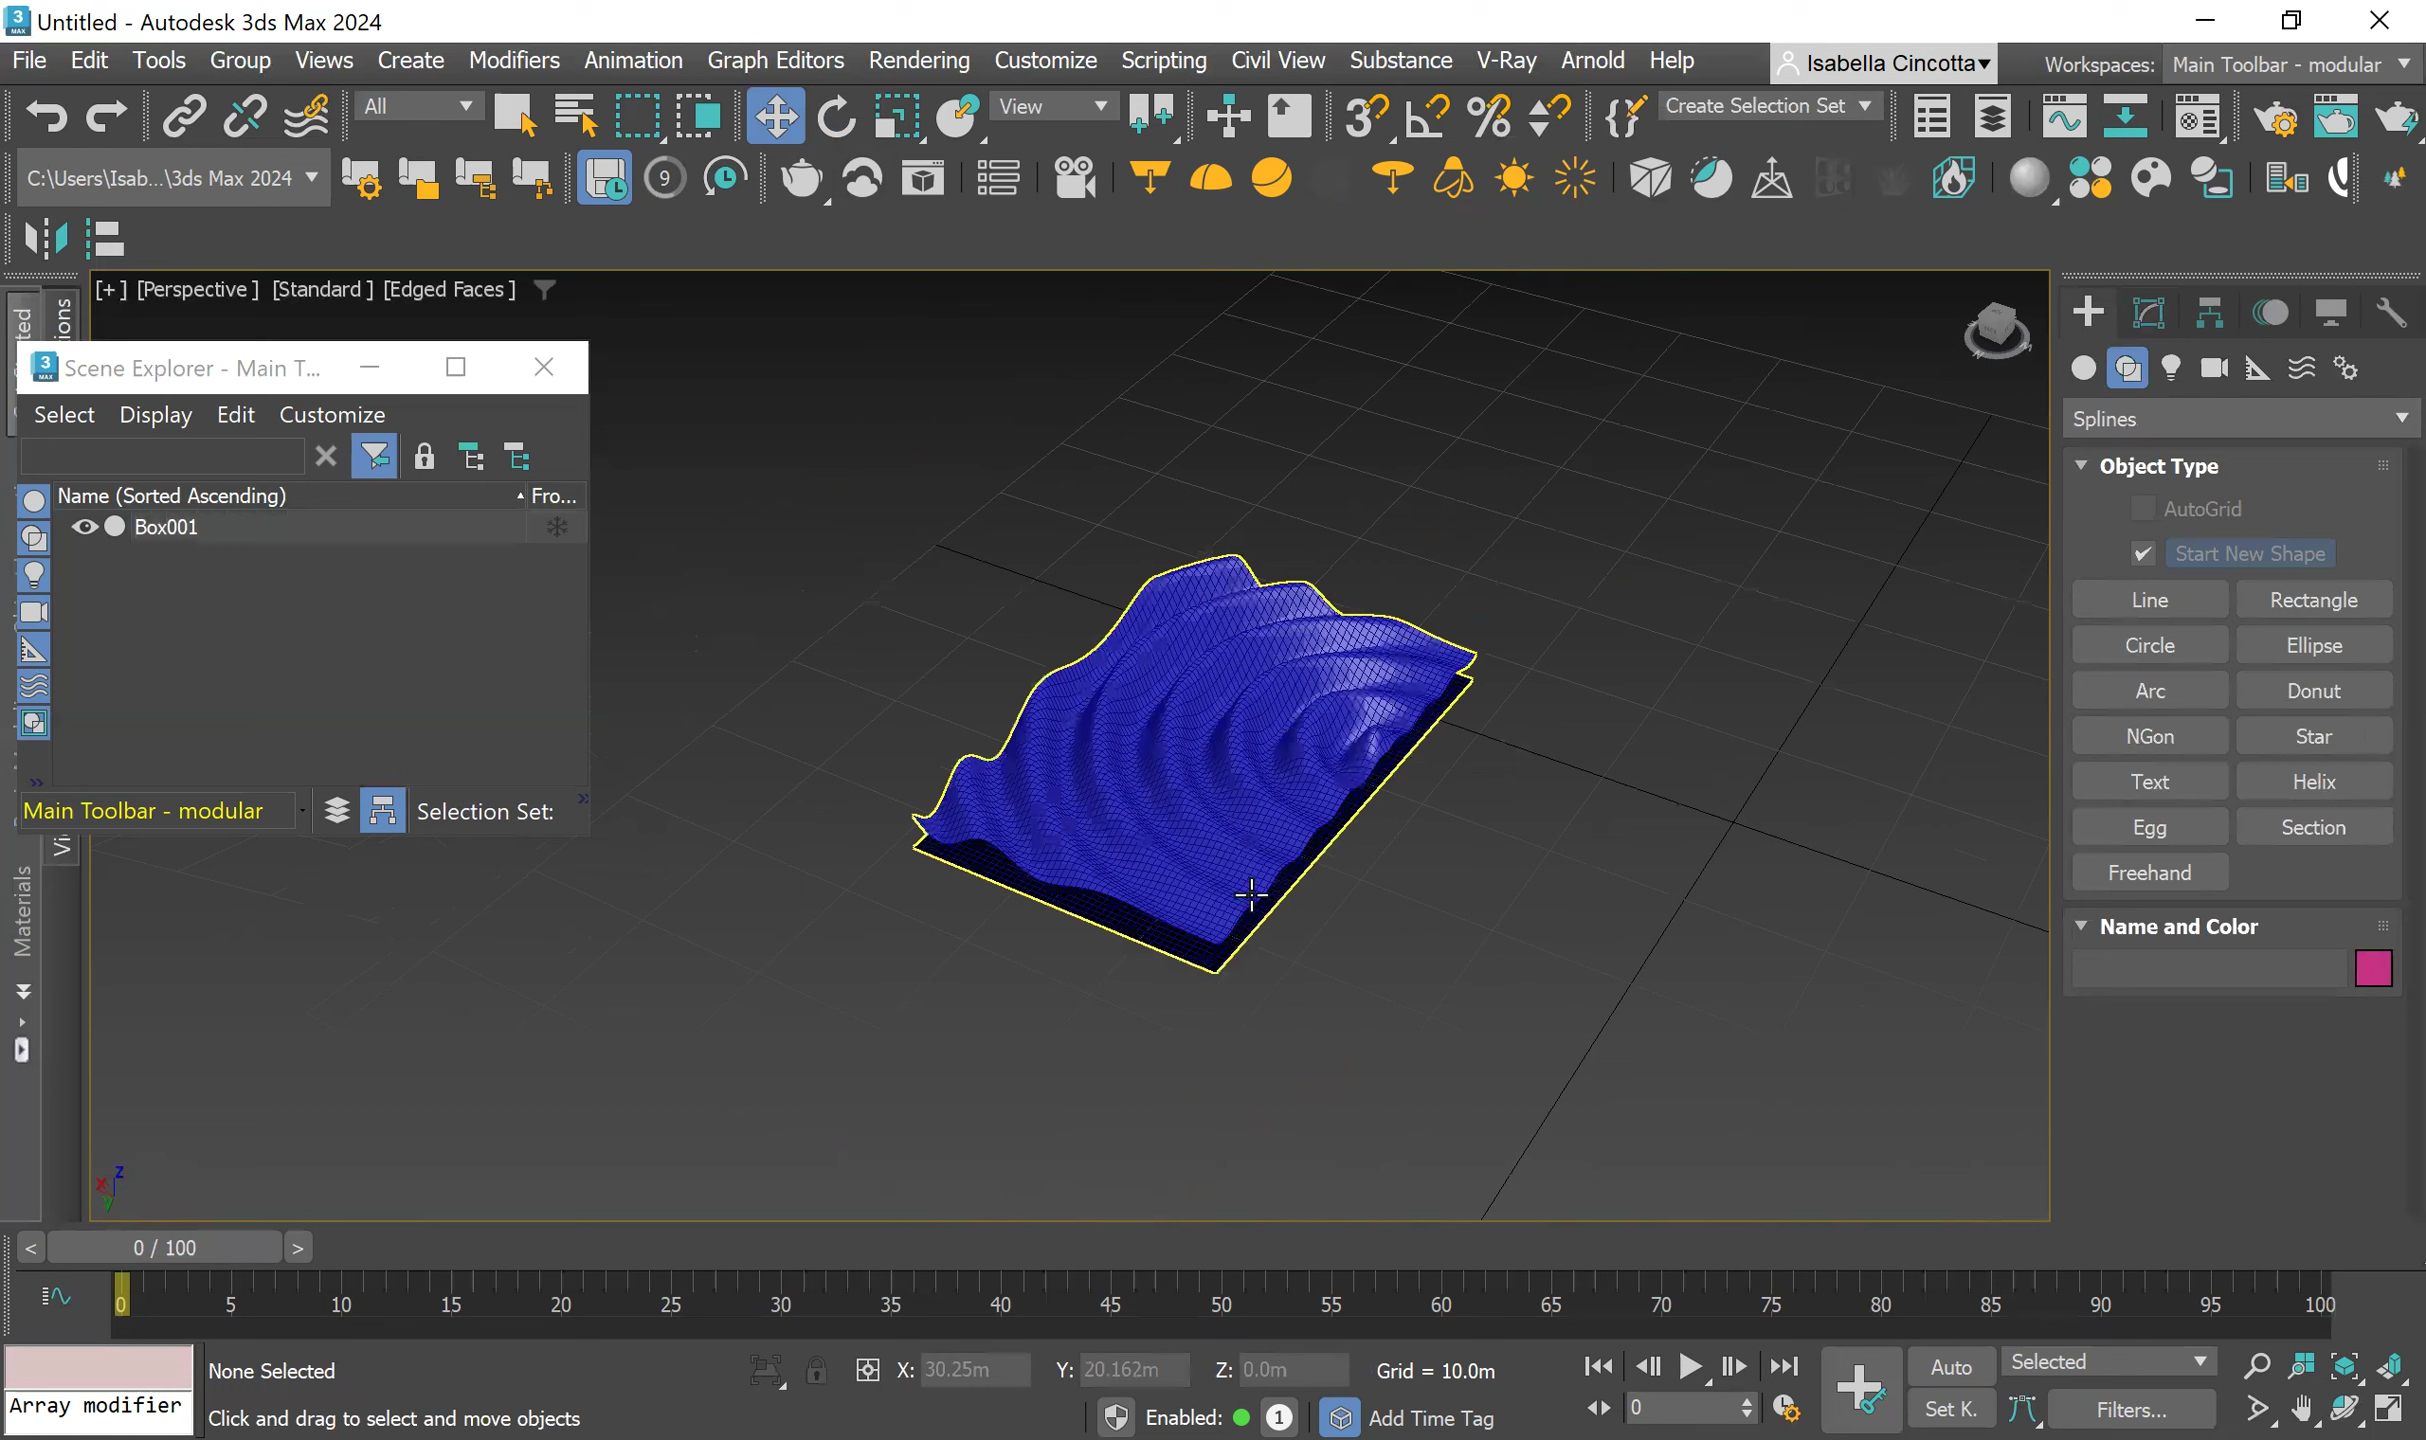 Untitled - Autodesk 3ds Max 2024
File Edit Tools Group Views Create Modifiers Animation Graph Editors Rendering Customize Scripting Civil View Substance V-Ray Arnold Help Isabella Cincotta Workspaces: Main Toolbar - modular
All View Create Selection Set
C:\Users\Isab...\3ds Max 2024 9
[+] [Perspective] [Standard] [Edged Faces]
Scene Explorer - Main T...
Select Display Edit Customize
Name (Sorted Ascending) Fro...
Box001
Main Toolbar - modular Selection Set:
Materials
Splines
Object Type
AutoGrid
Start New Shape
Line Rectangle
Circle Ellipse
Arc Donut
NGon Star
Text Helix
Egg Section
Freehand
Name and Color
z
x
y
< 0 / 100 >
0 5 10 15 20 25 30 35 40 45 50 55 60 65 70 75 80 85 90 95 100
None Selected X: 30.25m Y: 20.162m Z: 0.0m Grid = 10.0m Auto Selected
Array modifier Click and drag to select and move objects Enabled: 1 Add Time Tag 0 Set K. Filters...